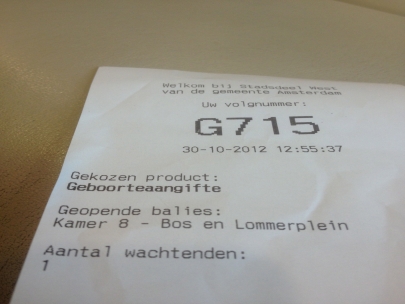 Welkom bij Stadsdeel West
van de gemeente Amsterdam
Uw volgnummer:
G715
30-10-2012 12:55:37
Gekozen product:
Geboorteaangifte
Geopende balies:
Kamer 8 - Bos en Lommerplein
Aantal wachtenden:
1